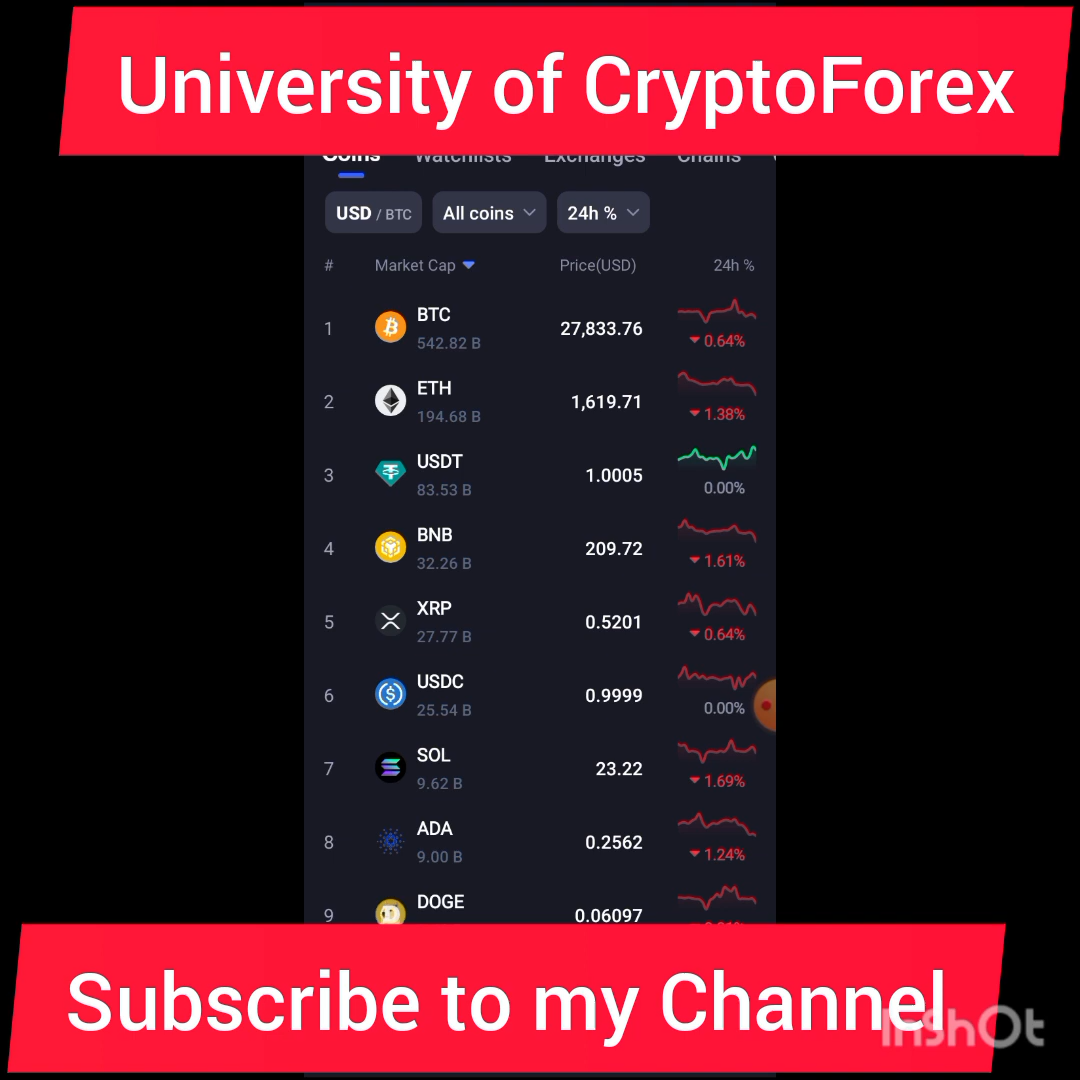 University of CryptoForex
Coins Watchlists Exchanges Chains
USD / BTC All coins 24h %
# Market Cap Price(USD) 24h %
1 BTC 542.82 B 27,833.76 0.64%
2 ETH 194.68 B 1,619.71 1.38%
3 USDT 83.53 B 1.0005 0.00%
4 BNB 32.26 B 209.72 1.61%
5 XRP 27.77 B 0.5201 0.64%
6 USDC 25.54 B 0.9999 0.00%
7 SOL 9.62 B 23.22 1.69%
8 ADA 9.00 B 0.2562 1.24%
9 DOGE 0.06097
Subscribe to my Channel
InShOt